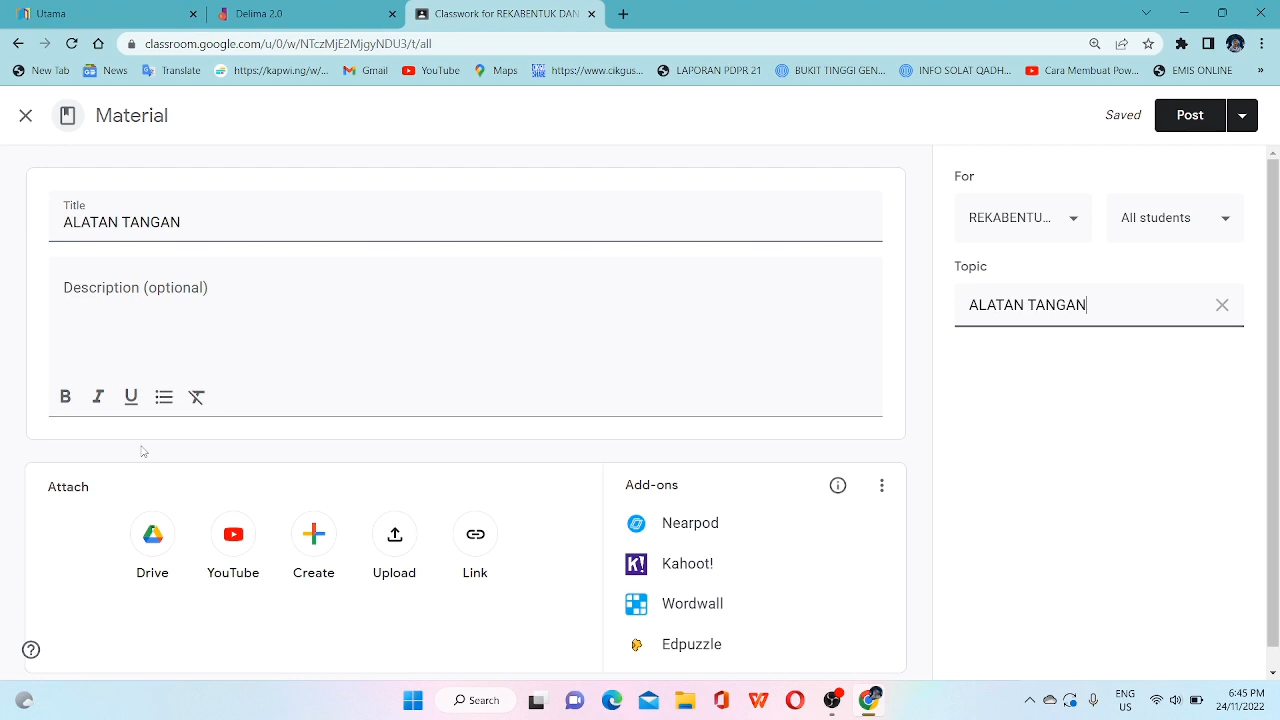 Utama
Delima 2.0
Classwork for REKABENTUK DAN
classroom.google.com/u/0/w/NTczMjE2MjgyNDU3/t/all
New Tab
News
Translate
https://kapwi.ng/w/...
Gmail
YouTube
Maps
https://www.cikgus...
LAPORAN PDPR 21
BUKIT TINGGI GEN...
INFO SOLAT QADH...
Cara Membuat Pow...
EMIS ONLINE
»
Material
Saved
Post
Title
ALATAN TANGAN
Description (optional)
B I U
For
REKABENTU...
All students
Topic
ALATAN TANGAN
Attach
Drive
YouTube
Create
Upload
Link
Add-ons
Nearpod
K! Kahoot!
Wordwall
Edpuzzle
Search
ENG
US
6:45 PM
24/11/2022